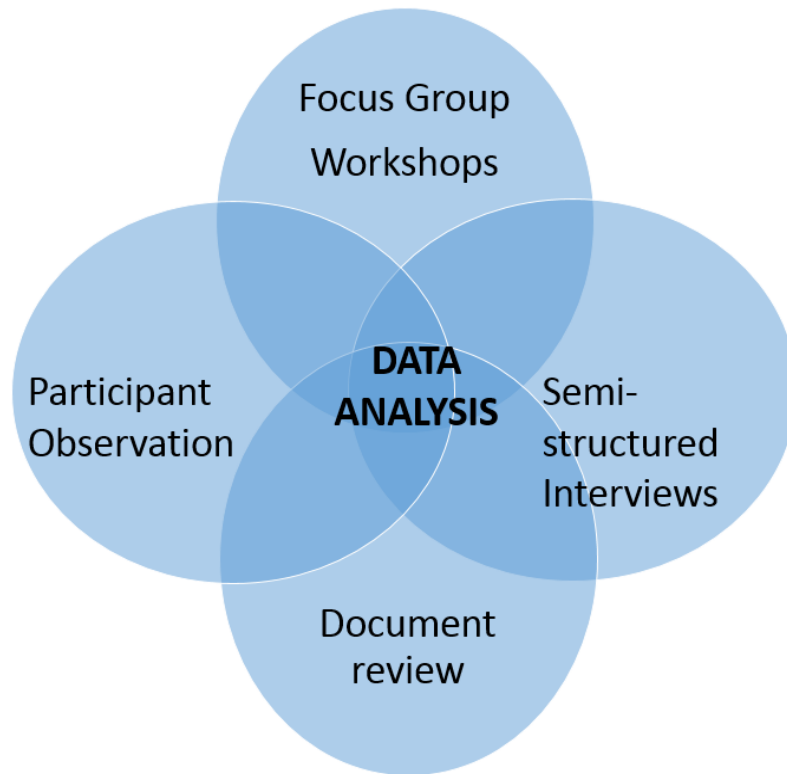 Focus Group
Workshops
DATA
ANALYSIS
Participant
Observation
Semi-
structured
Interviews
Document
review